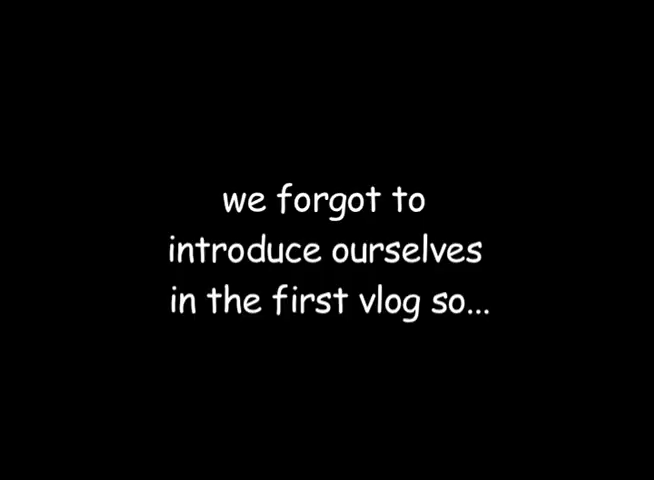 we forgot to
introduce ourselves
in the first vlog so...